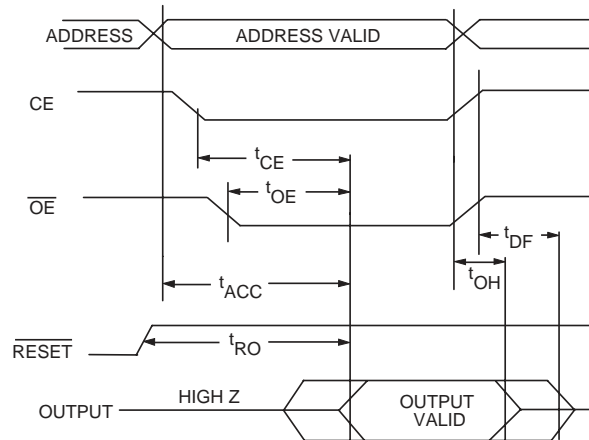 ADDRESS
ADDRESS VALID
CE
tCE
tOE
OE
tDF
tOH
tACC
RESET
tRO
HIGH Z
OUTPUT
OUTPUT
VALID